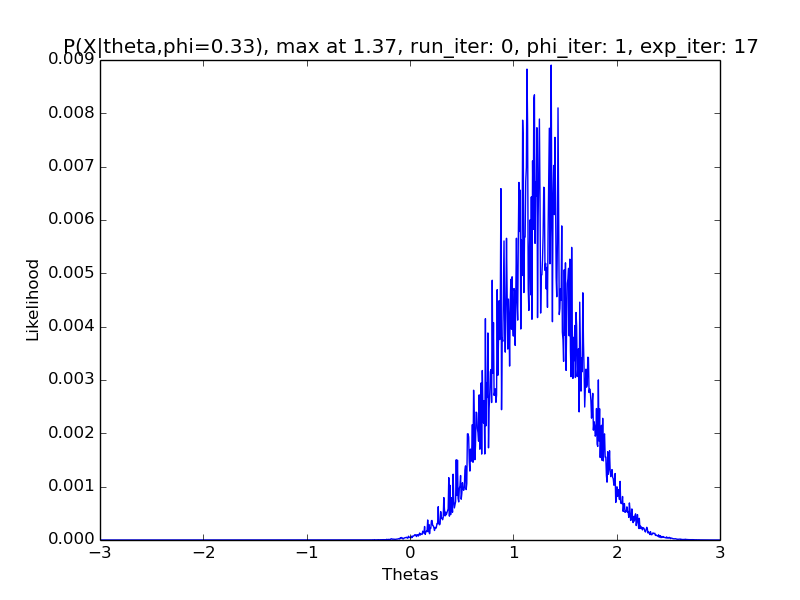 P(X|theta,phi=0.33), max at 1.37, run_iter: 0, phi_iter: 1, exp_iter: 17
0.009
0.008
0.007
0.006
0.005
0.004
0.003
0.002
0.001
0.000
Likelihood
−3 −2 −1 0 1 2 3
Thetas